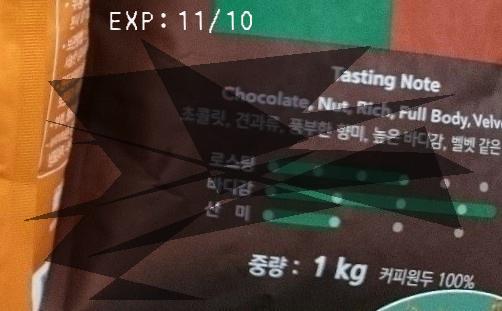 EXP: 11/10
Tasting Note
Chocolate, Nut, Rich, Full Body,
초콜릿, 견과류, 풍부한 향미, 높은 바디감, 벨벳 같은
로스팅
바디감
산 미
중량 : 1 kg 커피원두 100%